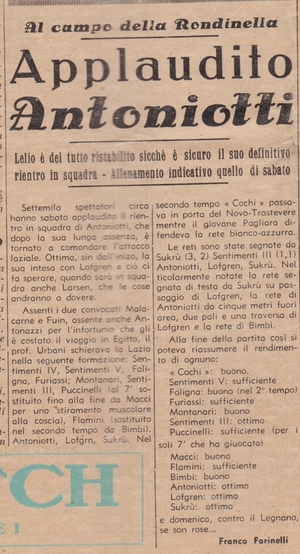 Al campo della Rondinella
Applaudito
Antoniotti
Lelio è del tutto ristabilito sicchè è sicuro il suo definitivo
rientro in squadra - Allenamento indicativo quello di sabato
Settemila spettatori circa
hanno sabato applaudito il rien-
tro in squadra di Antoniotti, che
dopo la sua lunga assenza, è
tornato a comandare l'attacco
laziale. Ottima, sin dall'inizo, la
sua intesa con Lofgren e ciò ci
fa sperare, quando sarà in squa-
dra anche Larsen, che le cose
andranno a dovere.
Assenti i due convocati Mala-
carne e Fuin, assente anche An-
tonazzi per l'infortunio che gli
è costato il viaggio in Egitto, il
prof. Urbani schierava la Lazio
nella seguente formazione: Sen-
timenti IV, Sentimenti V, Foli-
gna, Furiassi; Montanari, Senti-
menti III, Puccinelli (al 7' so-
stituito fino alla fine da Macci
per uno "stiramento muscolare
alla coscia), Flamini (sostituito
nel secondo tempo da Bimbi).
Antoniotti, Lofgrn, Sukrù. Nel
secondo tempo « Cochi » passa-
va in porta del Novo-Trastevere
mentre il giovane Pagliara di-
fendeva la rete bianco-azzurra.
Le reti sono state segnate da
Sukrù (3, 2) Sentimenti III (1,1)
Antoniotti, Lofgren, Sukrù. Nel
ticolormente notate la rete se-
gnata di testa da Sukrù su pas-
saggio di Lofgren, la rete di
Antoniotti da cinque metri fuori
area, due pali e una traversa di
Lofgren e la rete di Bimbi.
Alla fine della partita così si
poteva riassumere il rendimento
di ognuno:
« Cochi »: buono.
Sentimenti V: sufficiente
Foligna: buono (nel 2° tempo)
Furiassi: sufficiente
Montanari: buono
Sentimenti III: ottimo
Puccinelli: sufficiente (per i
soli 7' che ha giuocato)
Macci: buono
Flamini: sufficiente
Bimbi: buono
Antoniotti: ottimo
Lofgren: ottimo
Sukrù: ottimo
e domenico, contro il Legnano,
se son rose...
Franco Farinelli
TCH
E I